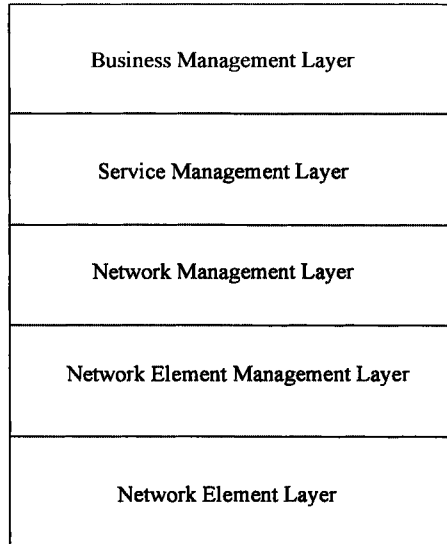 Business Management Layer
Service Management Layer
Network Management Layer
Network Element Management Layer
Network Element Layer